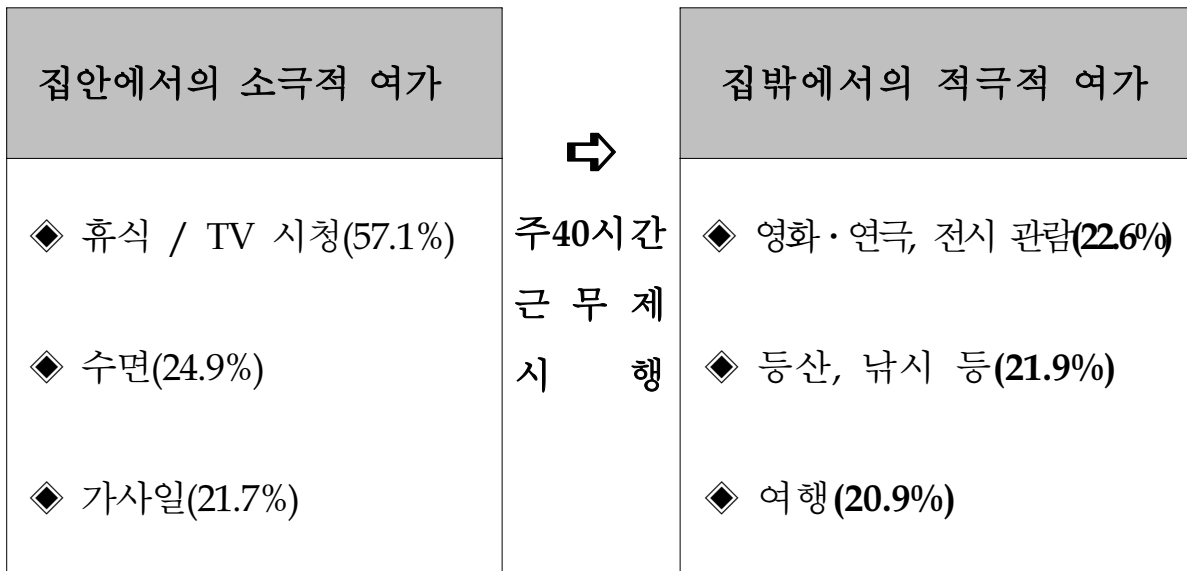 집안에서의 소극적 여가
◈ 휴식 / TV 시청(57.1%)
◈ 수면(24.9%)
◈ 가사일(21.7%)
➪
주40시간
근 무 제
시 행
집밖에서의 적극적 여가
◈ 영화·연극, 전시 관람(22.6%)
◈ 등산, 낚시 등(21.9%)
◈ 여행(20.9%)